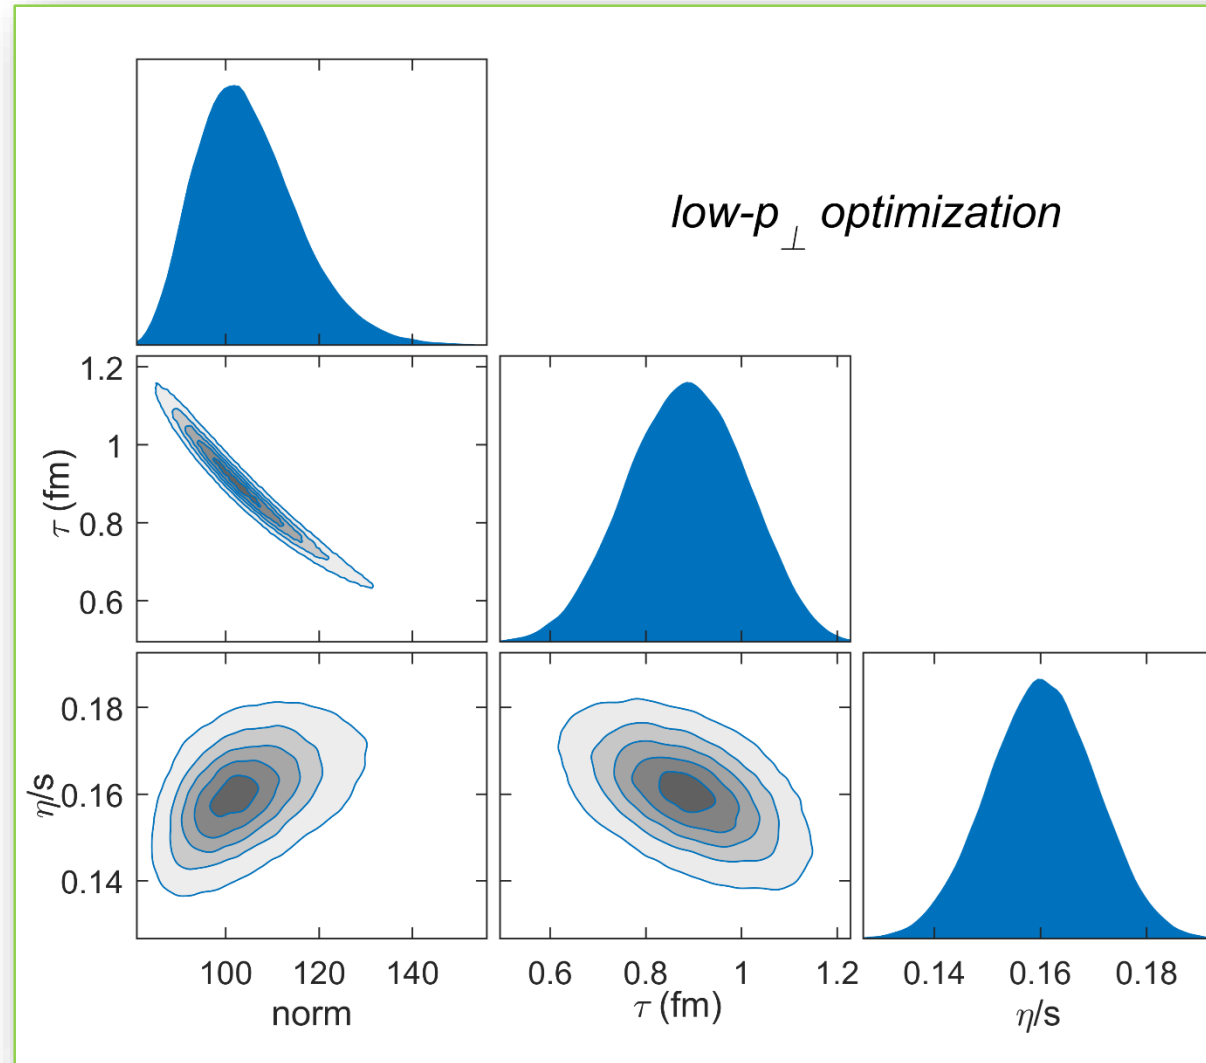 low-p⊥ optimization
1.2
1
0.8
0.6
τ (fm)
0.18
0.16
0.14
η/s
100 120 140
norm
0.6 0.8 1 1.2
τ (fm)
0.14 0.16 0.18
η/s